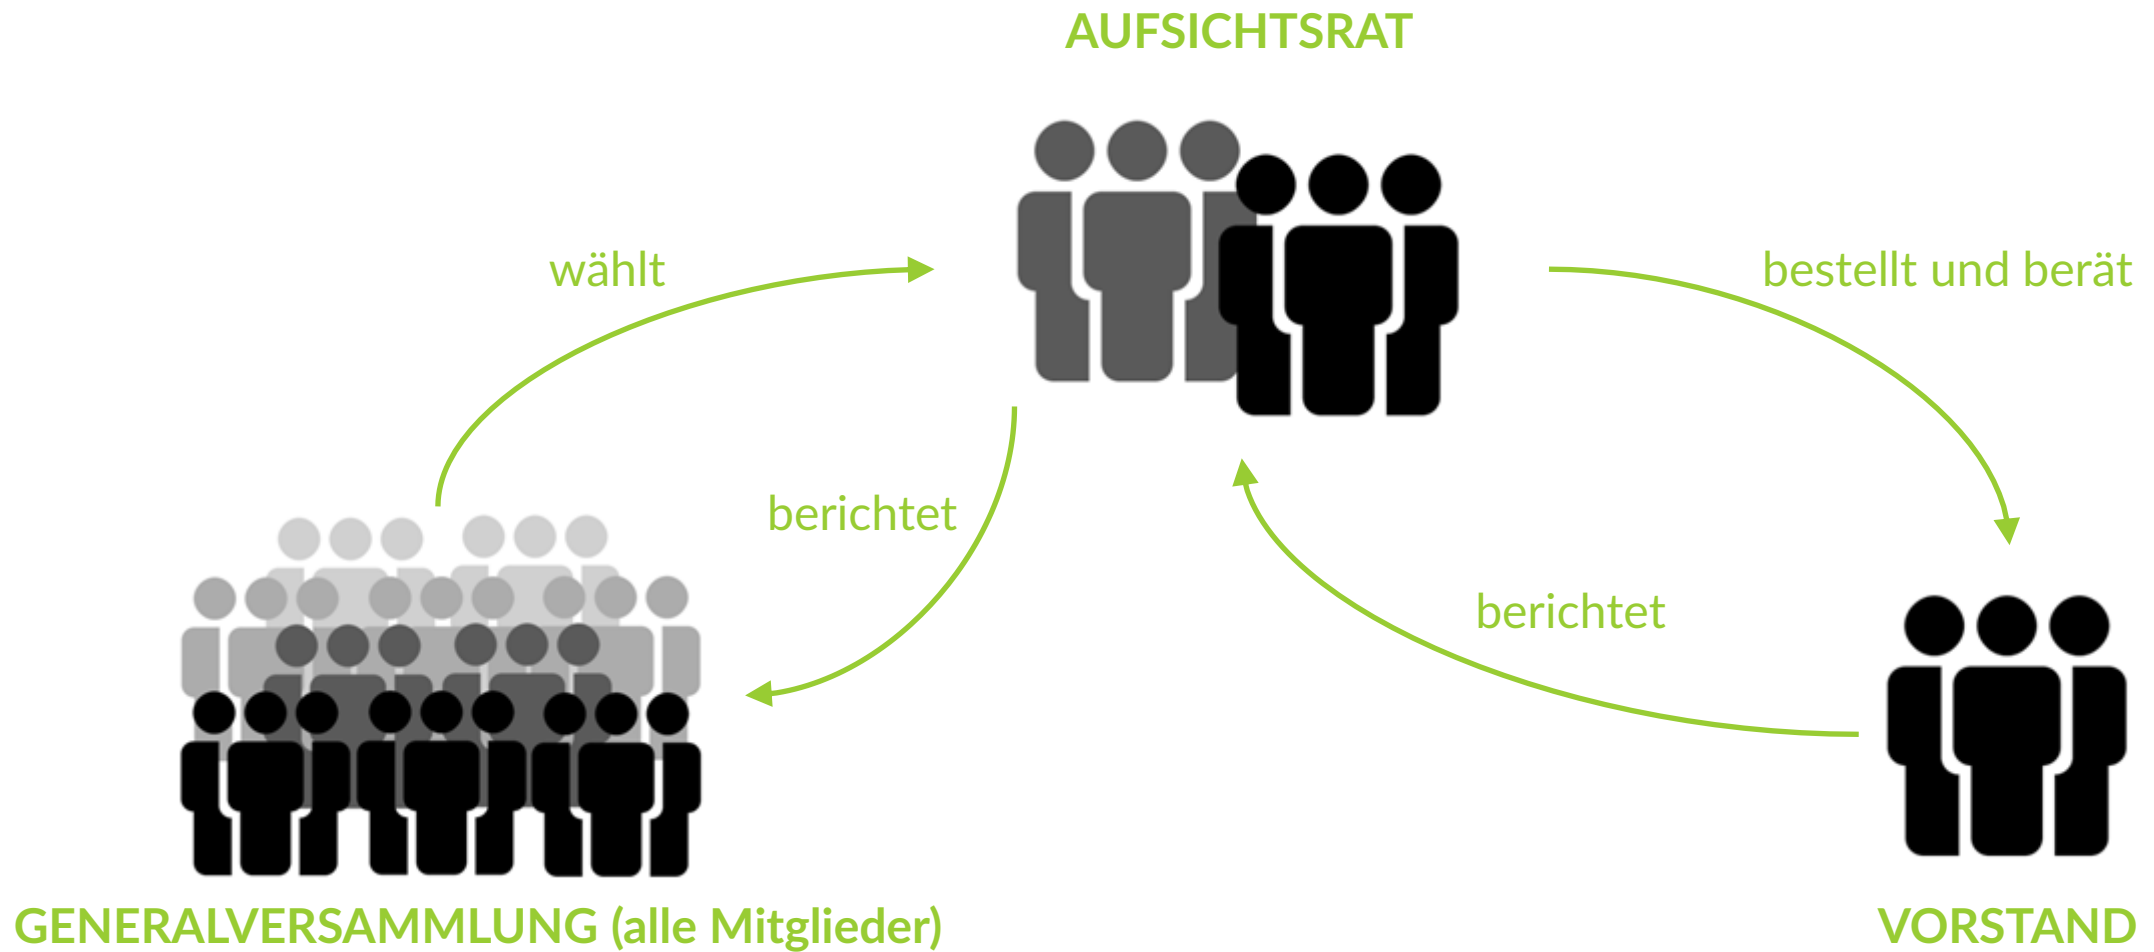 AUFSICHTSRAT
wählt
bestellt und berät
berichtet
berichtet
GENERALVERSAMMLUNG (alle Mitglieder)
VORSTAND